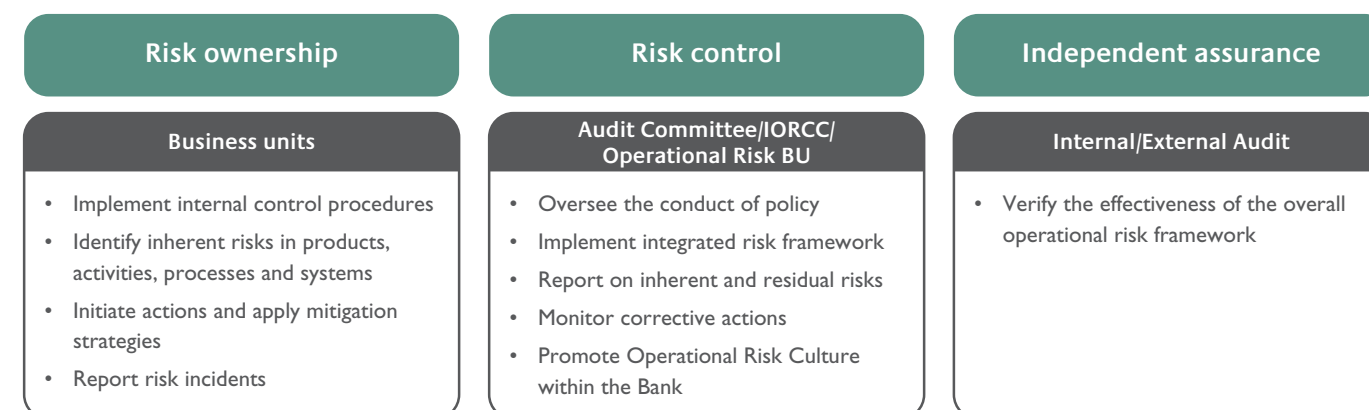 Risk ownership
Business units
• Implement internal control procedures
• Identify inherent risks in products,
activities, processes and systems
• Initiate actions and apply mitigation
strategies
• Report risk incidents
Risk control
Audit Committee/IORCC/
Operational Risk BU
• Oversee the conduct of policy
• Implement integrated risk framework
• Report on inherent and residual risks
• Monitor corrective actions
• Promote Operational Risk Culture
within the Bank
Independent assurance
Internal/External Audit
• Verify the effectiveness of the overall
operational risk framework